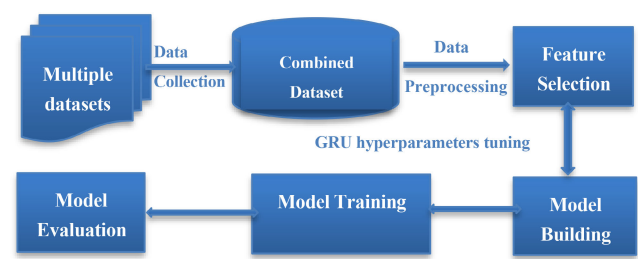 Multiple
datasets
Data
Collection
Combined
Dataset
Data
Preprocessing
Feature
Selection
GRU hyperparameters tuning
Model
Evaluation
Model Training
Model
Building